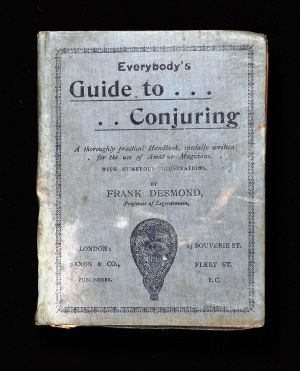 Everybody's
Guide to . . .
. . Conjuring
A thoroughly practical Handbook, specially written
. for the use of Amateur Magicians. .
WITH NUMEROUS ILLUSTRATIONS.
BY
FRANK DESMOND,
Professor of Legerdemain.
LONDON:
SAXON & CO.,
PUBLISHERS.
23 BOUVERIE ST.
FLEET ST.
E.C.